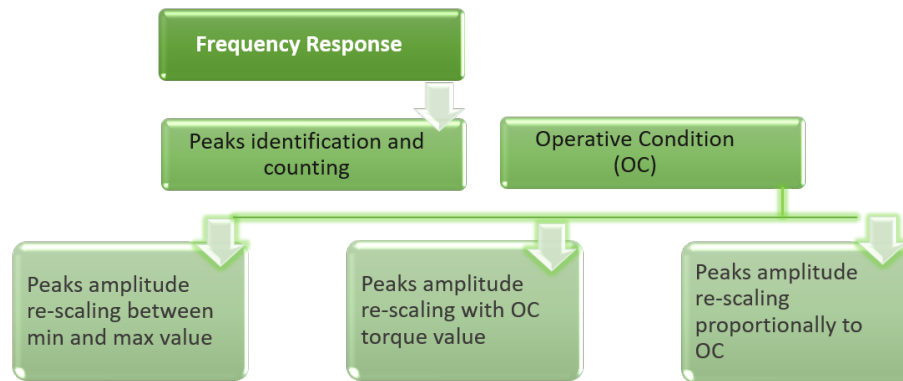 Frequency Response
Peaks identification and
counting
Operative Condition
(OC)
Peaks amplitude
re-scaling between
min and max value
Peaks amplitude
re-scaling with OC
torque value
Peaks amplitude
re-scaling
proportionally to
OC